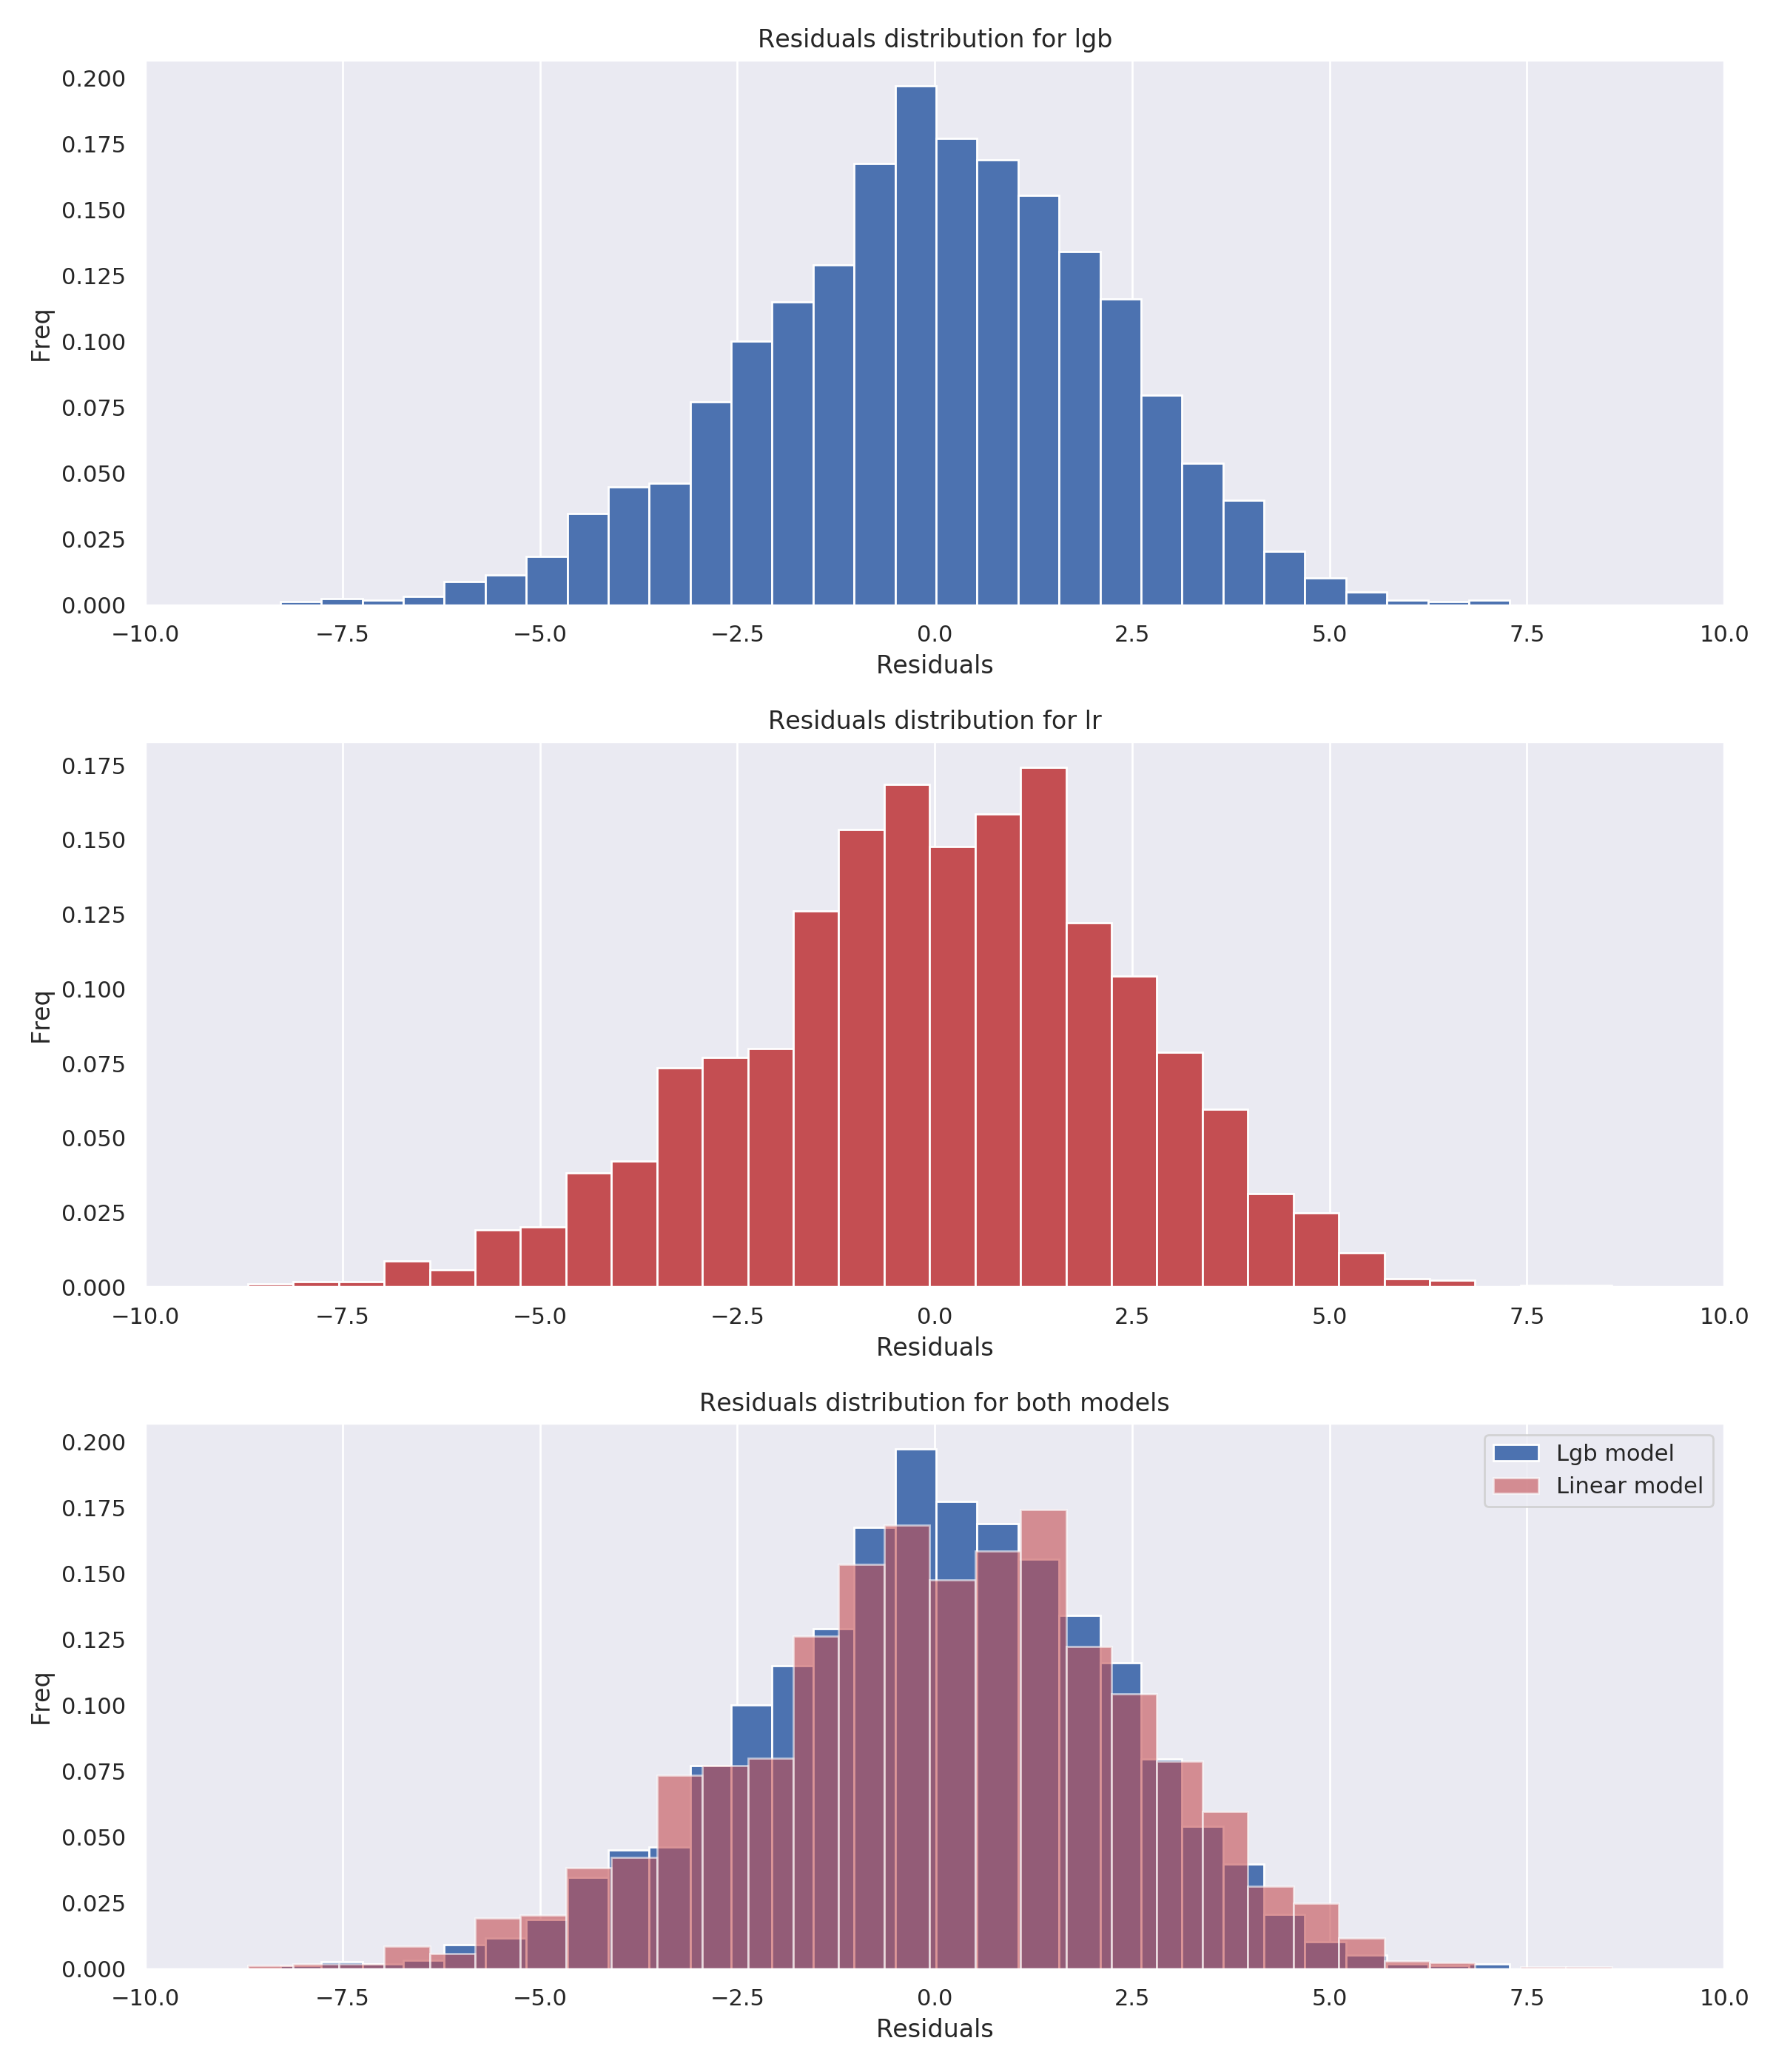 Residuals distribution for lgb
0.200
0.175
0.150
0.125
0.100
0.075
0.050
0.025
0.000
Freq
−10.0 −7.5 −5.0 −2.5 0.0 2.5 5.0 7.5 10.0
Residuals
Residuals distribution for lr
0.175
0.150
0.125
0.100
0.075
0.050
0.025
0.000
Freq
−10.0 −7.5 −5.0 −2.5 0.0 2.5 5.0 7.5 10.0
Residuals
Residuals distribution for both models
0.200
0.175
0.150
0.125
0.100
0.075
0.050
0.025
0.000
Freq
Lgb model
Linear model
−10.0 −7.5 −5.0 −2.5 0.0 2.5 5.0 7.5 10.0
Residuals